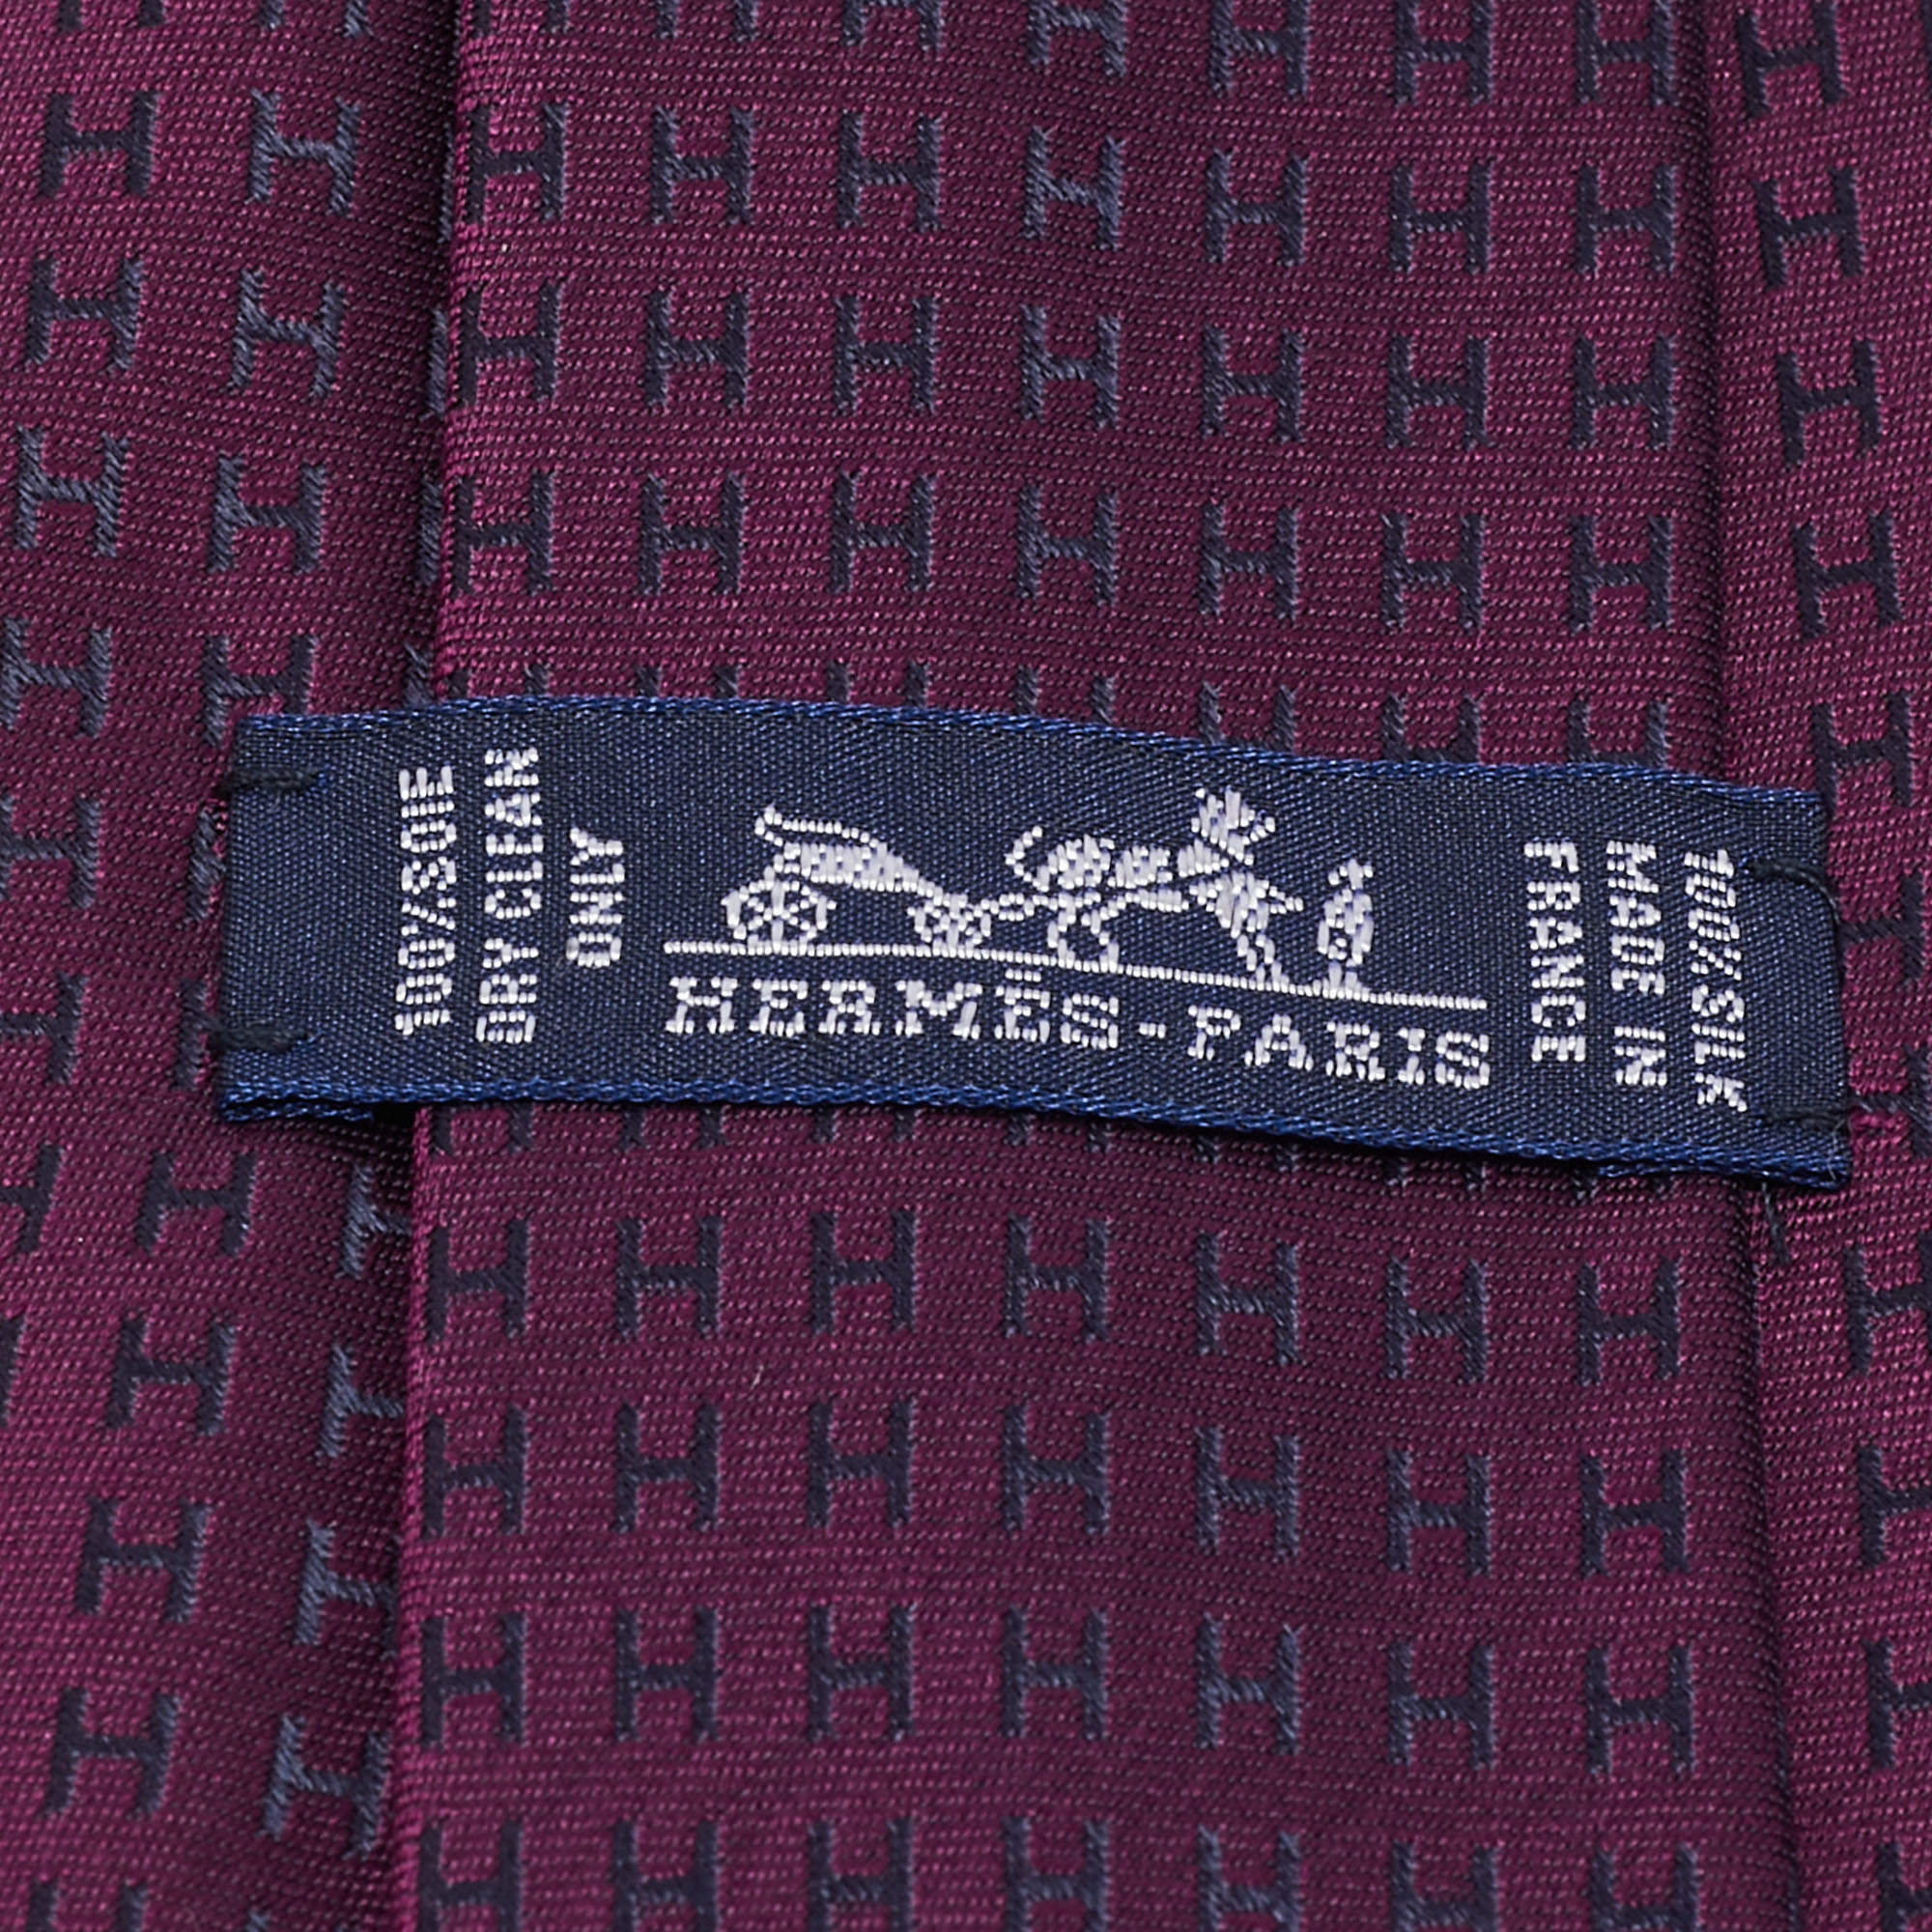 100%SOIE
DRY CLEAN
ONLY
HERMÈS-PARIS
100%SILK
MADE IN
FRANCE